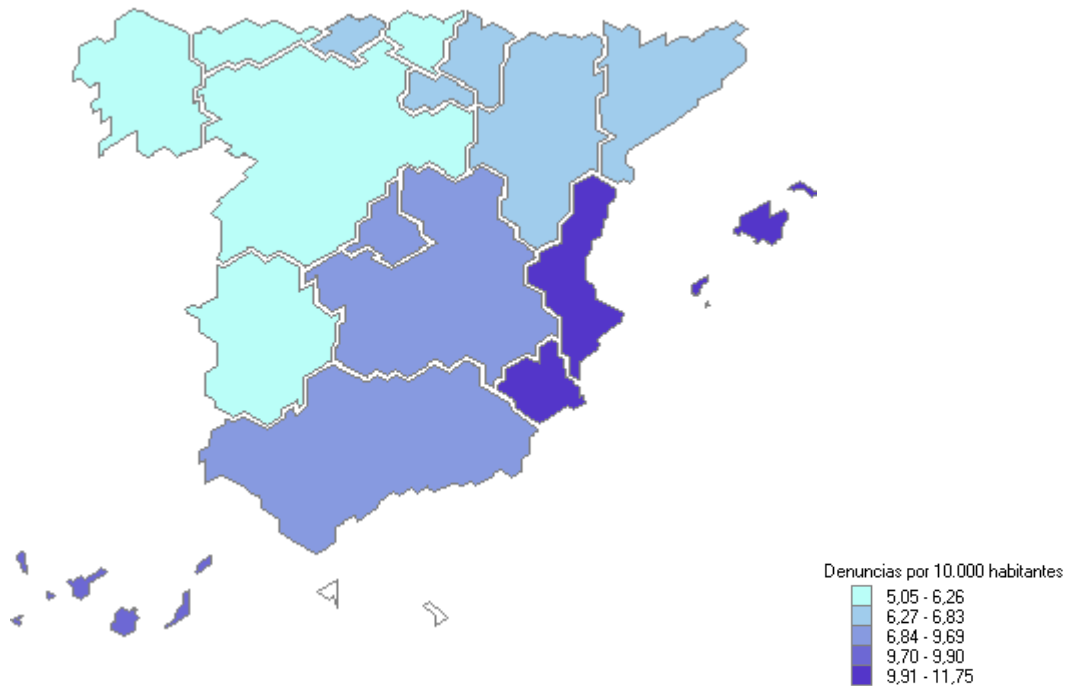 Denuncias por 10.000 habitantes
5,05 - 6,26
6,27 - 6,83
6,84 - 9,69
9,70 - 9,90
9,91 - 11,75